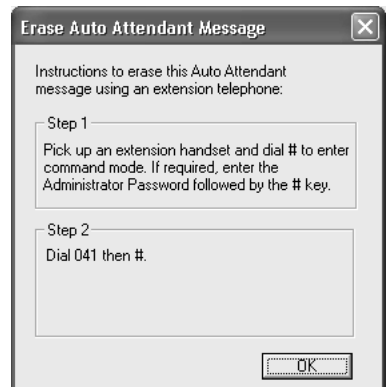 Erase Auto Attendant Message
Instructions to erase this Auto Attendant
message using an extension telephone:
Step 1
Pick up an extension handset and dial # to enter
command mode. If required, enter the
Administrator Password followed by the # key.
Step 2
Dial 041 then #.
OK